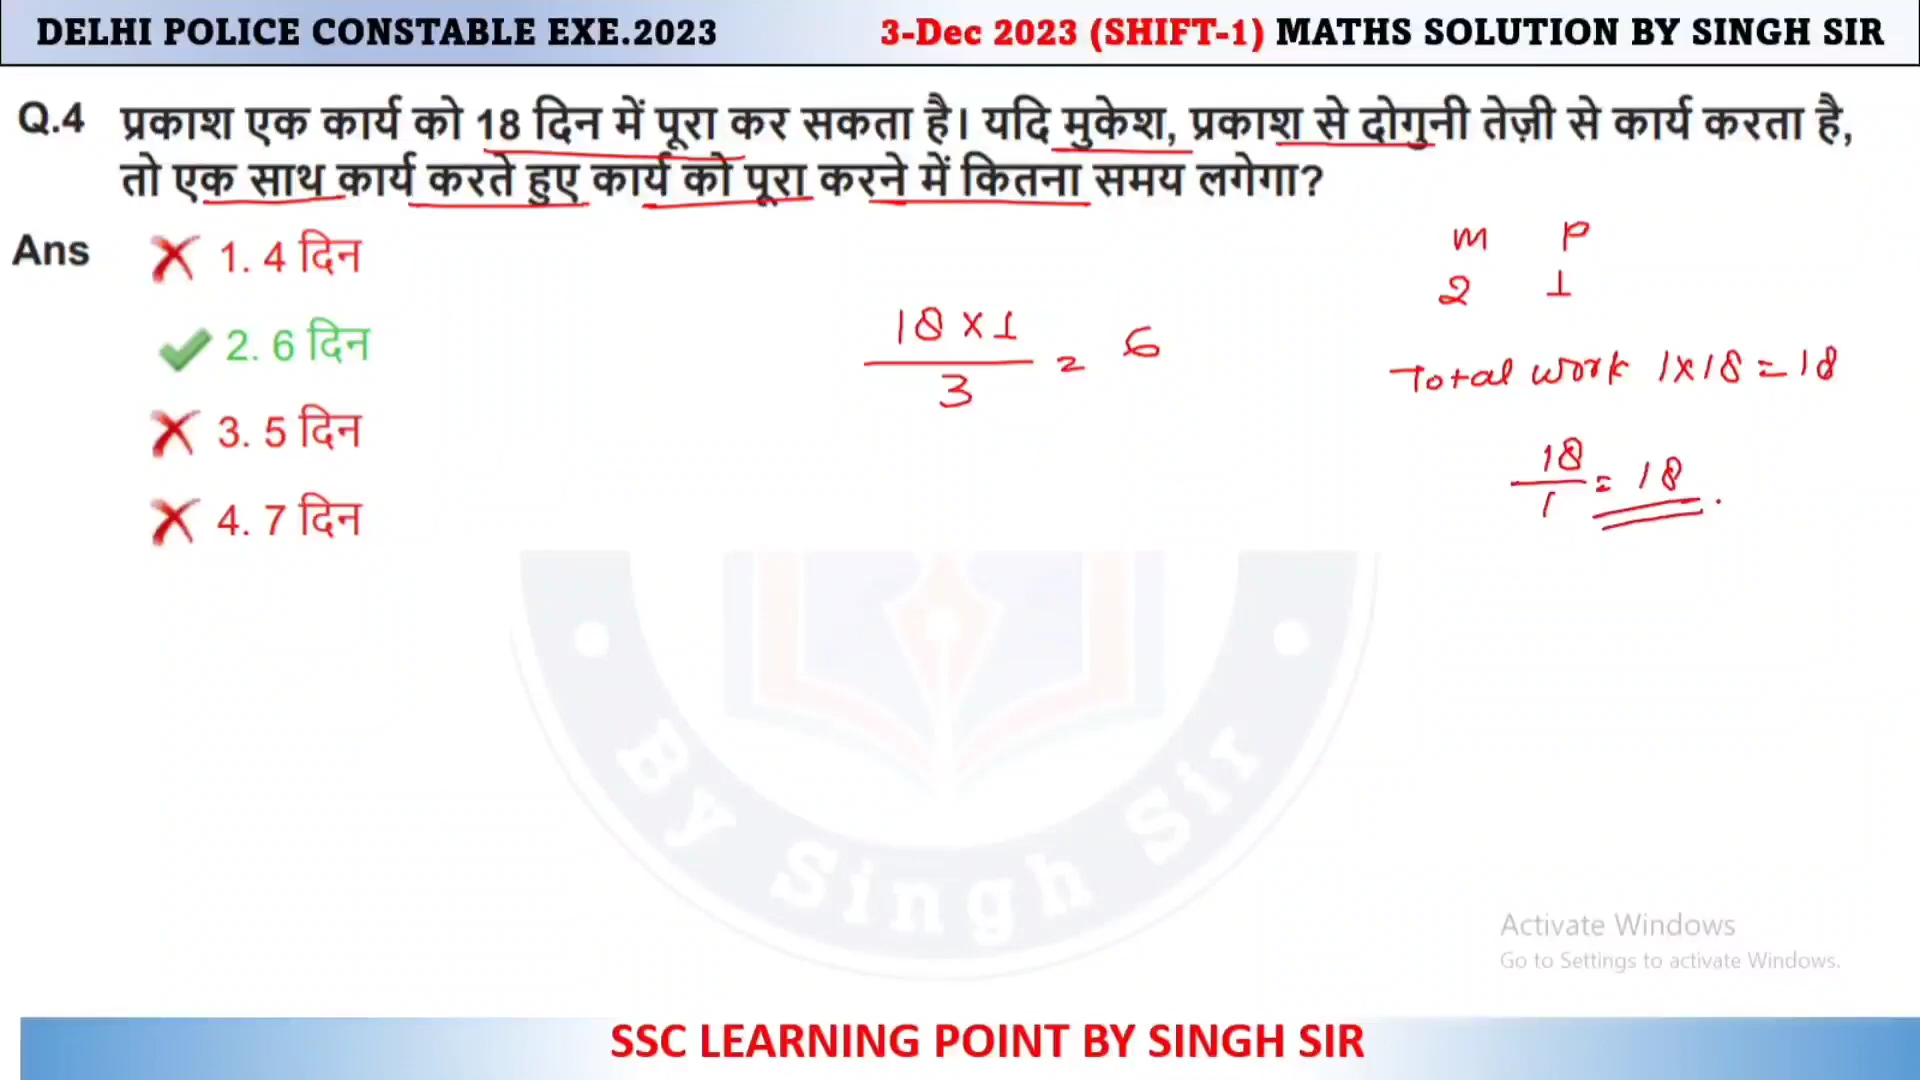 DELHI POLICE CONSTABLE EXE.2023
3-Dec 2023 (SHIFT-1) MATHS SOLUTION BY SINGH SIR
Q.4 प्रकाश एक कार्य को 18 दिन में पूरा कर सकता है। यदि मुकेश, प्रकाश से दोगुनी तेज़ी से कार्य करता है,
तो एक साथ कार्य करते हुए कार्य को पूरा करने में कितना समय लगेगा?
Ans
1. 4 दिन
2. 6 दिन
3. 5 दिन
4. 7 दिन
18 × 1
3
= 6
m P
2 1
Total work 1×18 = 18
18
1
= 18.
By Singh Sir
Activate Windows
Go to Settings to activate Windows.
SSC LEARNING POINT BY SINGH SIR